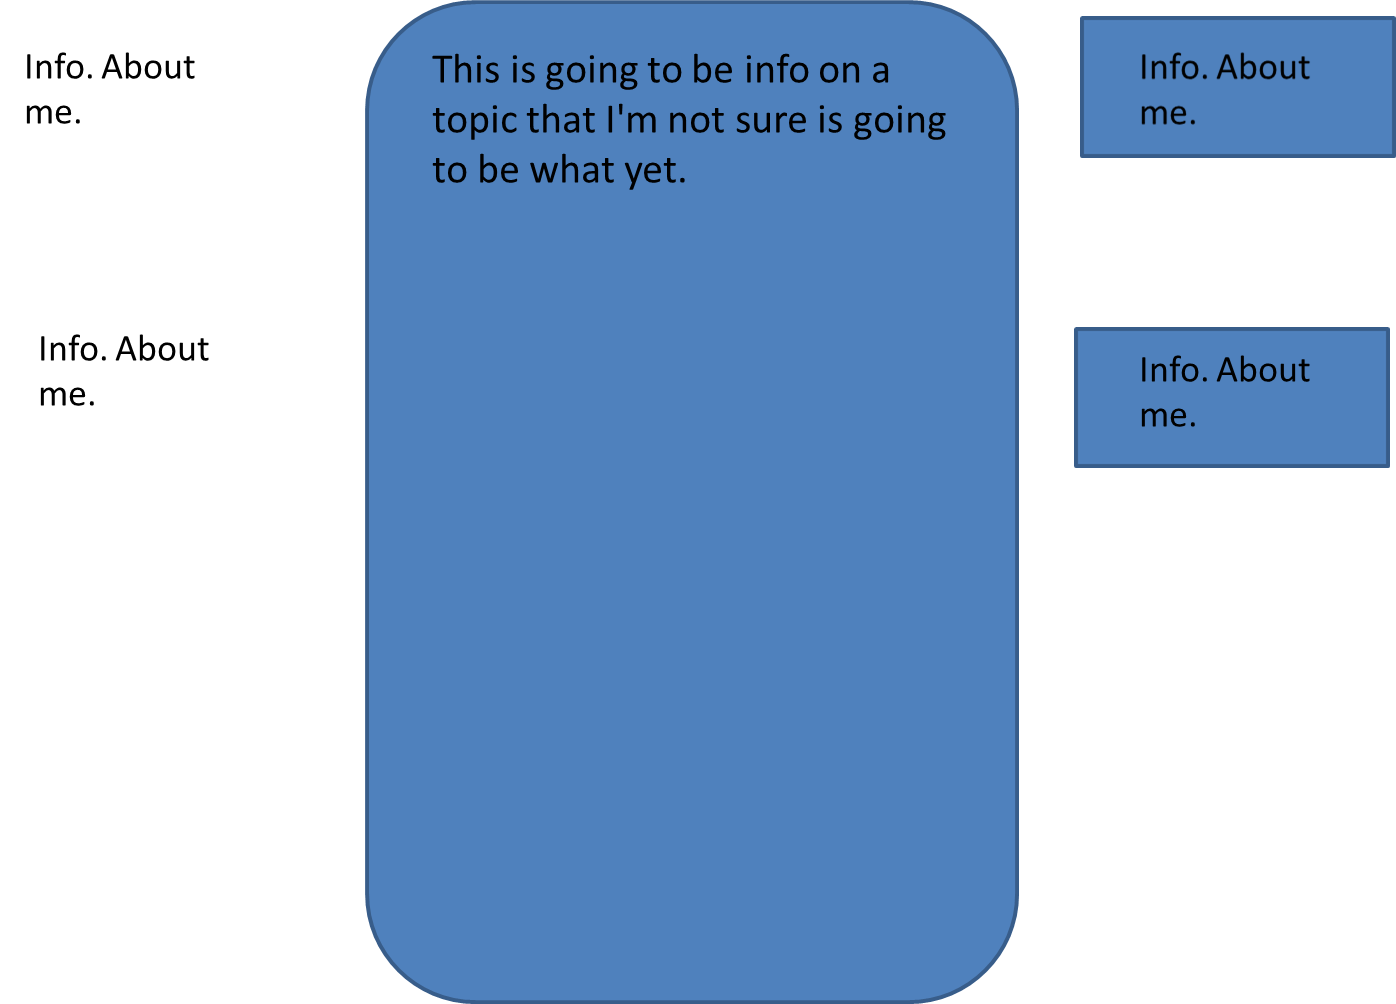 Info. About
me.
This is going to be info on a
topic that I'm not sure is going
to be what yet.
Info. About
me.
Info. About
me.
Info. About
me.